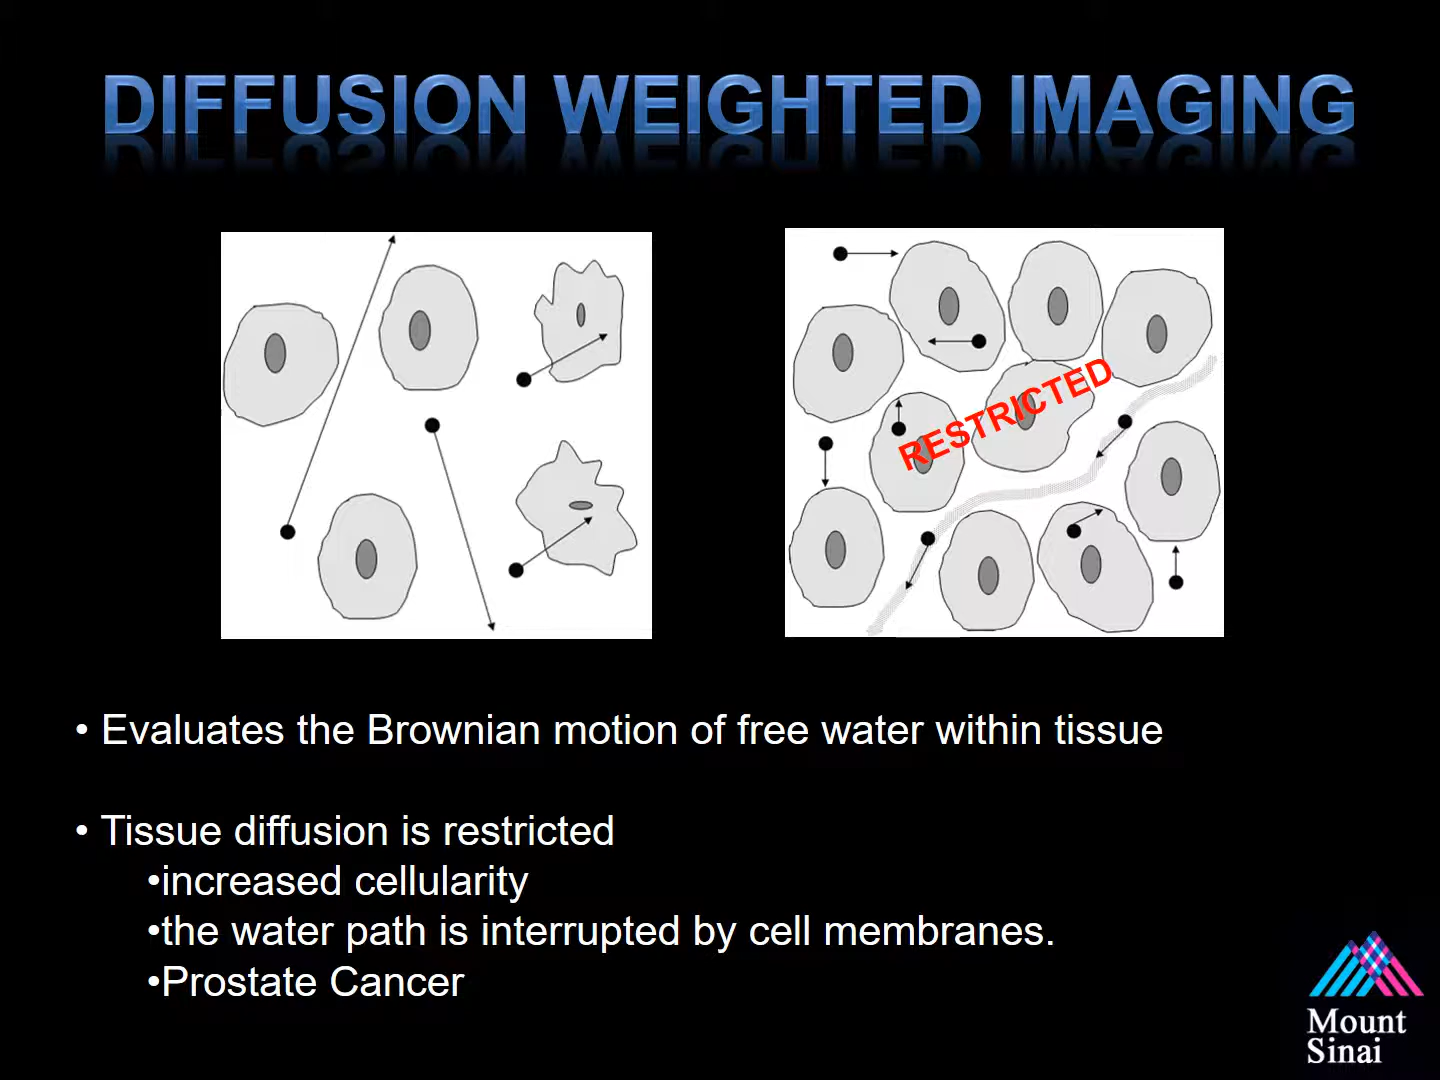 DIFFUSION WEIGHTED IMAGING
RESTRICTED
• Evaluates the Brownian motion of free water within tissue
• Tissue diffusion is restricted
•increased cellularity
•the water path is interrupted by cell membranes.
•Prostate Cancer
Mount
Sinai